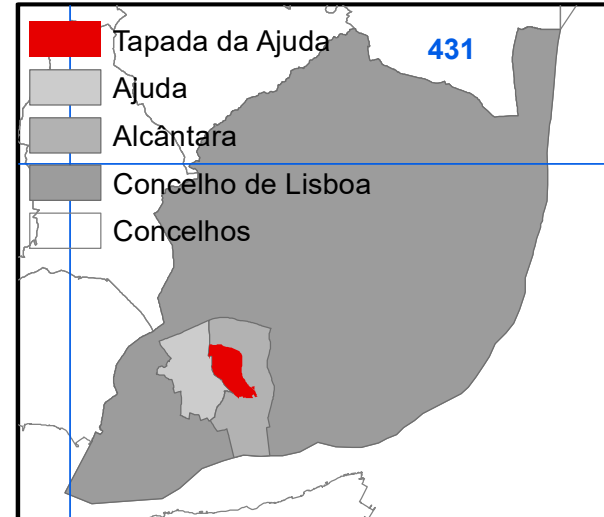 Tapada da Ajuda
431
Ajuda
Alcântara
Concelho de Lisboa
Concelhos